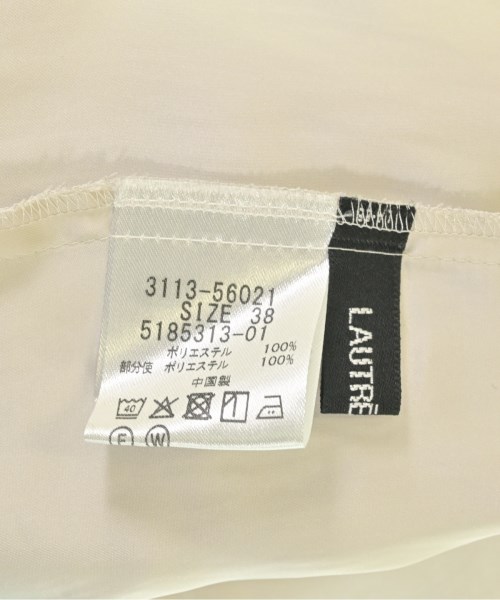 3113-56021
SIZE 38
5185313-01
ポリエステル 100%
部分使 ポリエステル 100%
中国製
40
F W
LAUTRE